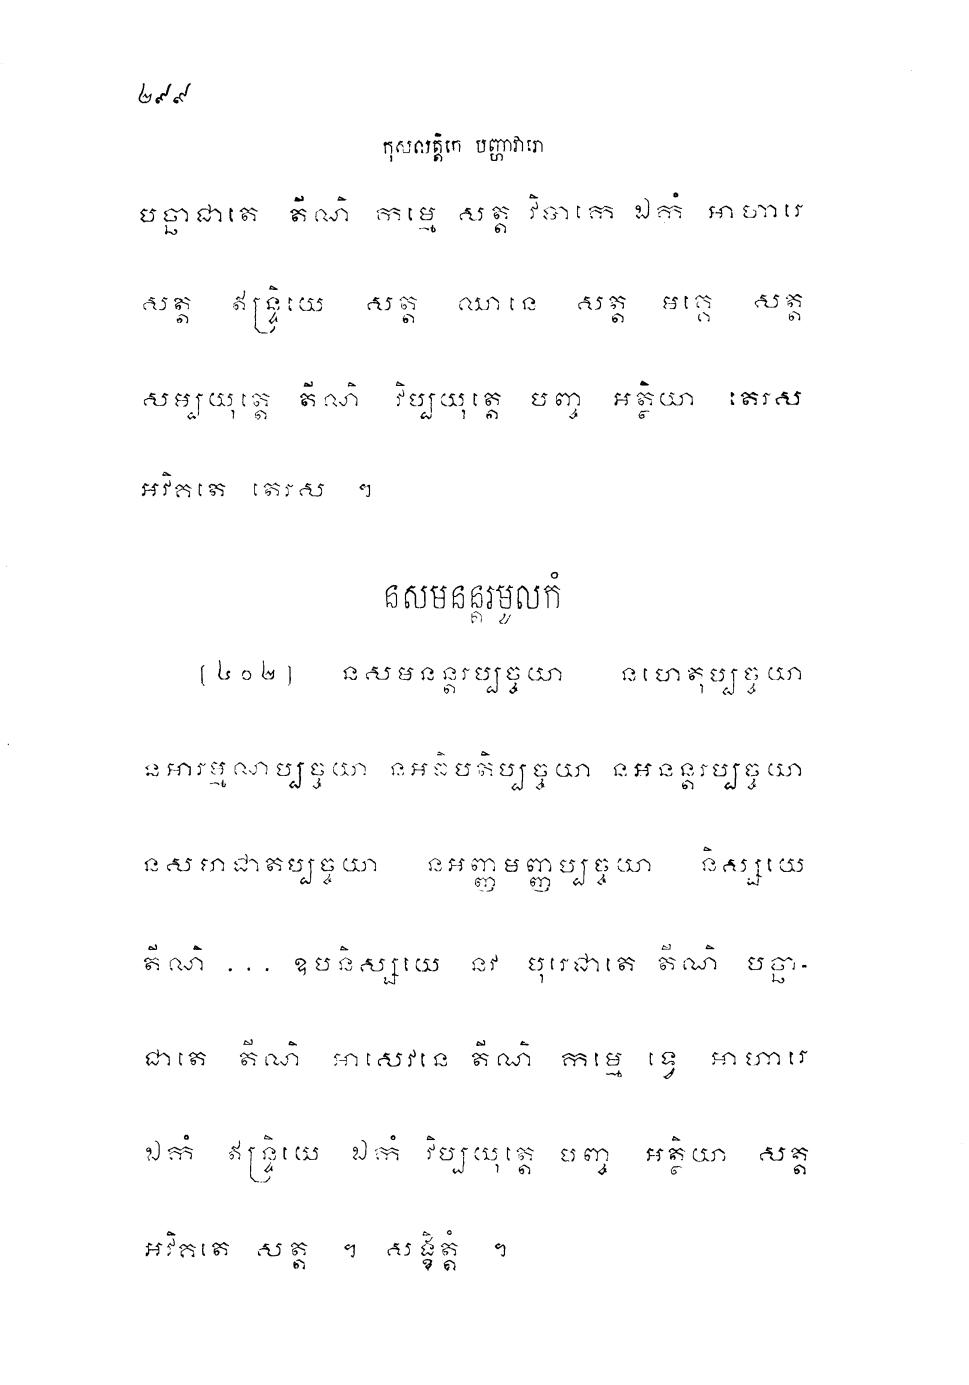 ២៩៩
កុសលត្តិកេ បញ្ហាវារោ
បច្ឆាជាតេ តីណិ កម្មេ សត្ត វិបាកេ ឯកំ អាហារេ
សត្ត ឥន្ទ្រិយេ សត្ត ឈានេ សត្ត មគ្គេ សត្ត
សម្បយុត្តេ តីណិ វិប្បយុត្តេ បញ្ច អត្ថិយា តេរស
អវិគតេ តេរស ។
នសមនន្តរមូលកំ
[៤០២] នសមនន្តរប្បច្ចយា នហេតុប្បច្ចយា
នអារម្មណប្បច្ចយា នអធិបតិប្បច្ចយា នអនន្តរប្បច្ចយា
នសហជាតប្បច្ចយា នអញ្ញមញ្ញប្បច្ចយា និស្សយេ
តីណិ ... ឧបនិស្សយេ នវ បុរេជាតេ តីណិ បច្ឆា-
ជាតេ តីណិ អាសេវនេ តីណិ កម្មេ ទ្វេ អាហារេ
ឯកំ ឥន្ទ្រិយេ ឯកំ វិប្បយុត្តេ បញ្ច អត្ថិយា សត្ត
អវិគតេ សត្ត ។ សង្ខិត្តំ ។